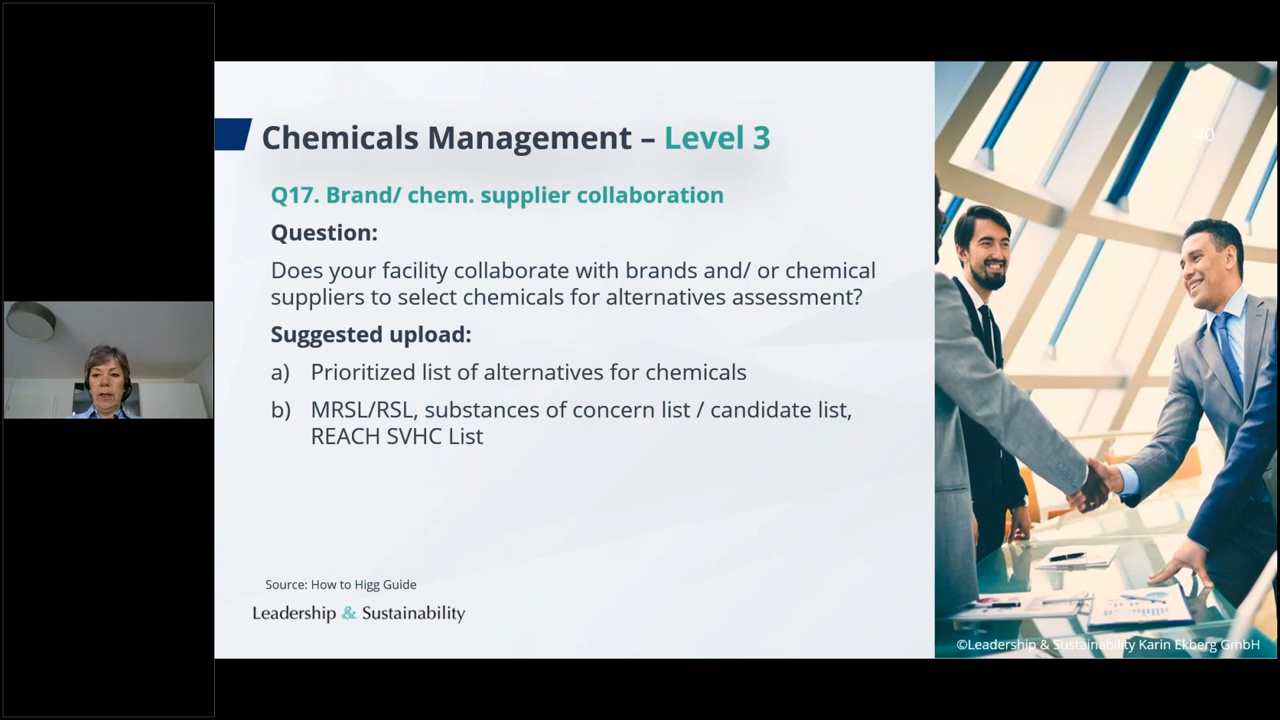 40
Chemicals Management – Level 3
Q17. Brand/ chem. supplier collaboration
Question:
Does your facility collaborate with brands and/ or chemical
suppliers to select chemicals for alternatives assessment?
Suggested upload:
a) Prioritized list of alternatives for chemicals
b) MRSL/RSL, substances of concern list / candidate list,
REACH SVHC List
Source: How to Higg Guide
Leadership & Sustainability
©Leadership & Sustainability Karin Ekberg GmbH